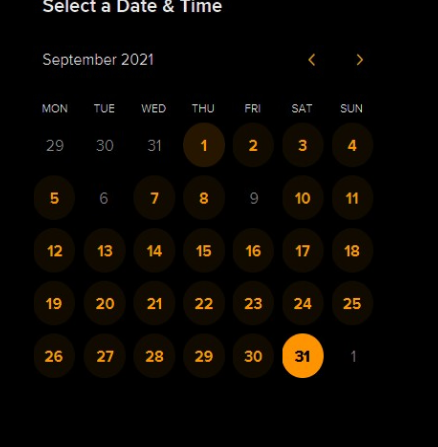 Select a Date & Time
September 2021
MON TUE WED THU FRI SAT SUN
29 30 31 1 2 3 4
5 6 7 8 9 10 11
12 13 14 15 16 17 18
19 20 21 22 23 24 25
26 27 28 29 30 31 1